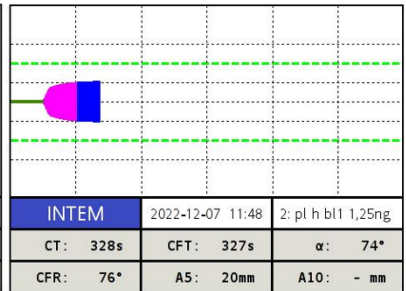 INTEM 2022-12-07 11:48 2: pl h bl1 1,25ng
CT: 328s CFT: 327s α: 74°
CFR: 76° A5: 20mm A10: - mm